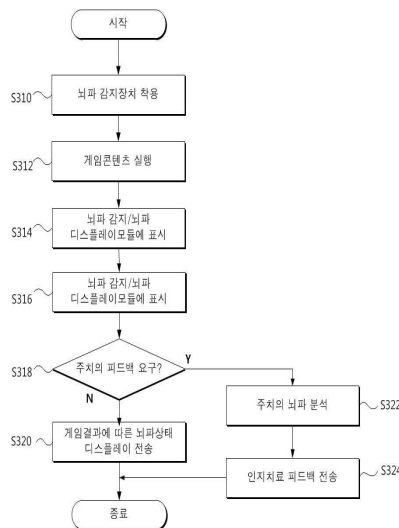 시작
S310
뇌파 감지장치 착용
S312
게임콘텐츠 실행
S314
뇌파 감지/뇌파
디스플레이모듈에 표시
S316
뇌파 감지/뇌파
디스플레이모듈에 표시
S318
주치의 피드백 요구?
Y
N
S320
게임결과에 따른 뇌파상태
디스플레이 전송
주치의 뇌파 분석
S322
인지치료 피드백 전송
S324
종료